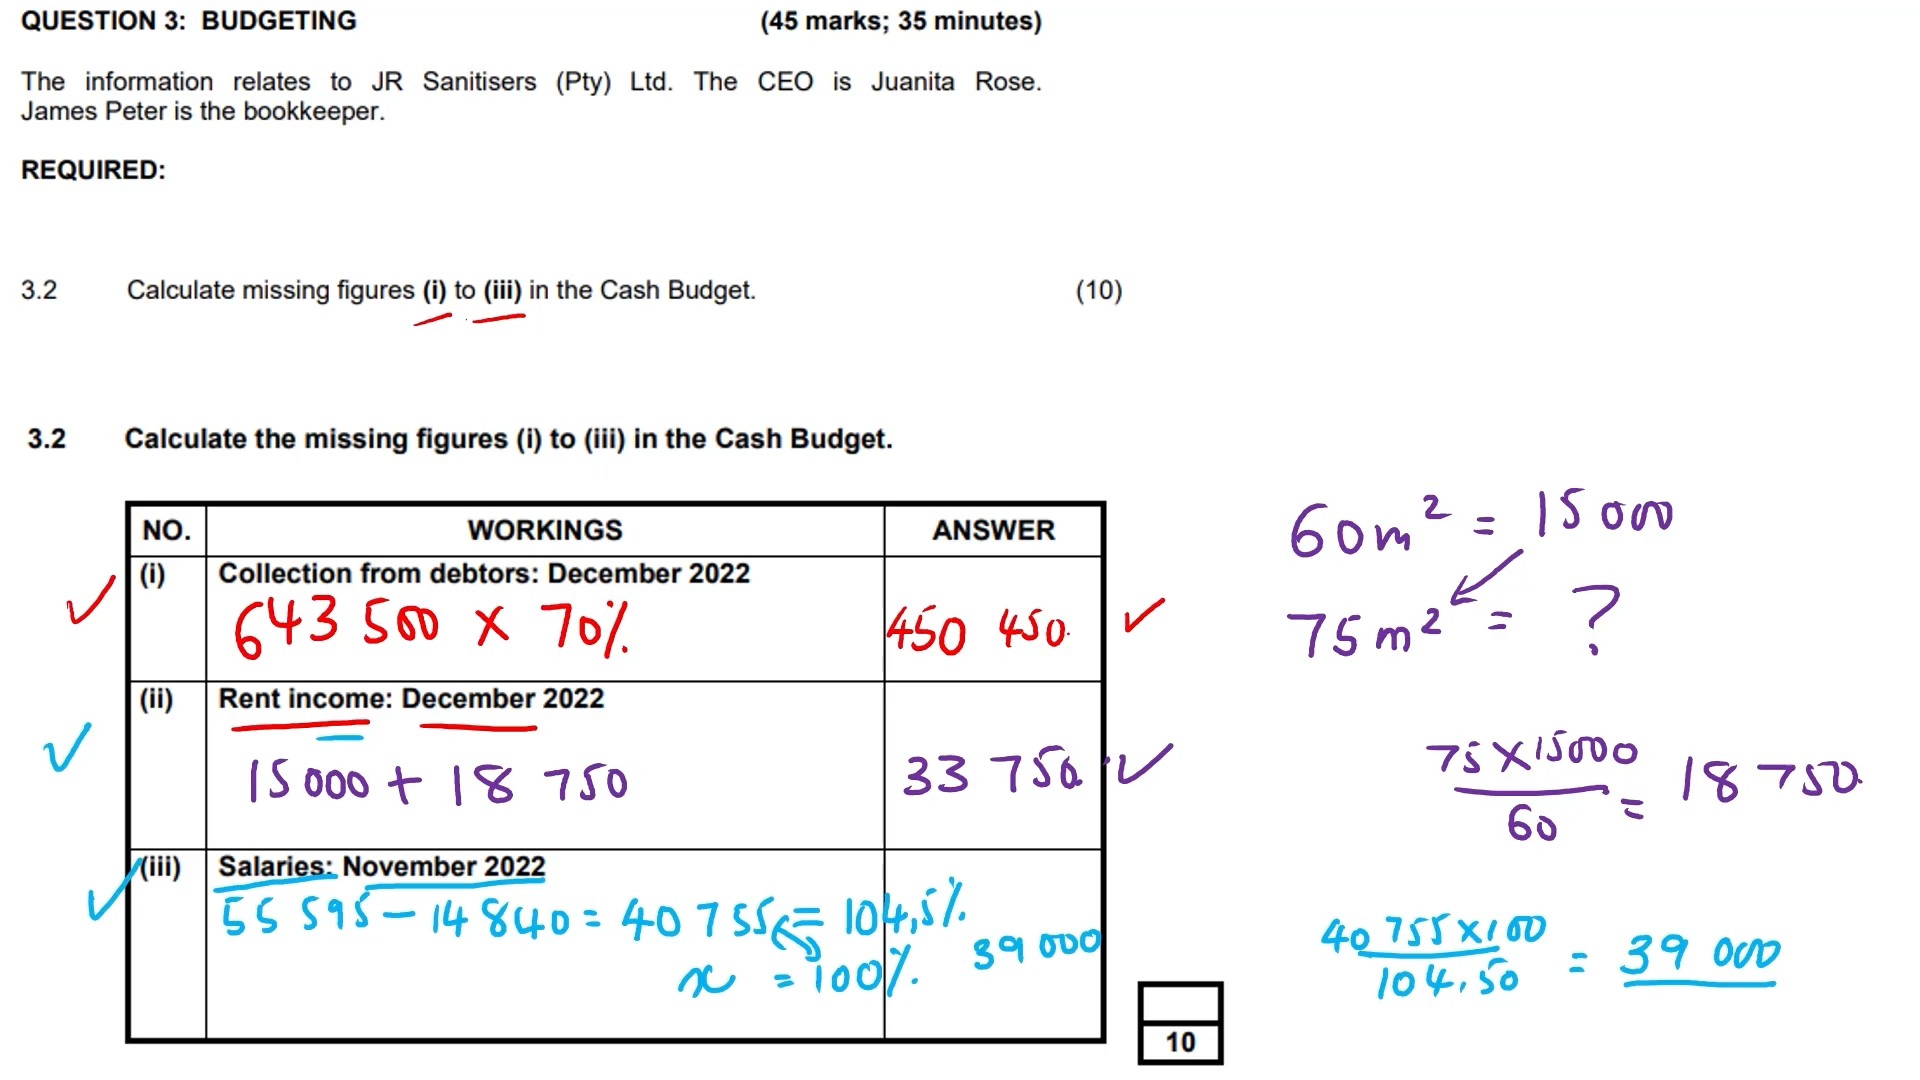 QUESTION 3: BUDGETING (45 marks; 35 minutes)
The information relates to JR Sanitisers (Pty) Ltd. The CEO is Juanita Rose.
James Peter is the bookkeeper.
REQUIRED:
3.2 Calculate missing figures (i) to (iii) in the Cash Budget. (10)
3.2 Calculate the missing figures (i) to (iii) in the Cash Budget.
NO. WORKINGS ANSWER
(i) Collection from debtors: December 2022
643 500 x 70% 450 450
(ii) Rent income: December 2022
15 000 + 18 750 33 750
(iii) Salaries: November 2022
55 595 - 14 840 = 40 755 = 104,5%
x = 100% 39 000
10
60m² = 15 000
75m² = ?
75 x 15000
60
= 18 750
40 755 x 100
104,50
= 39 000